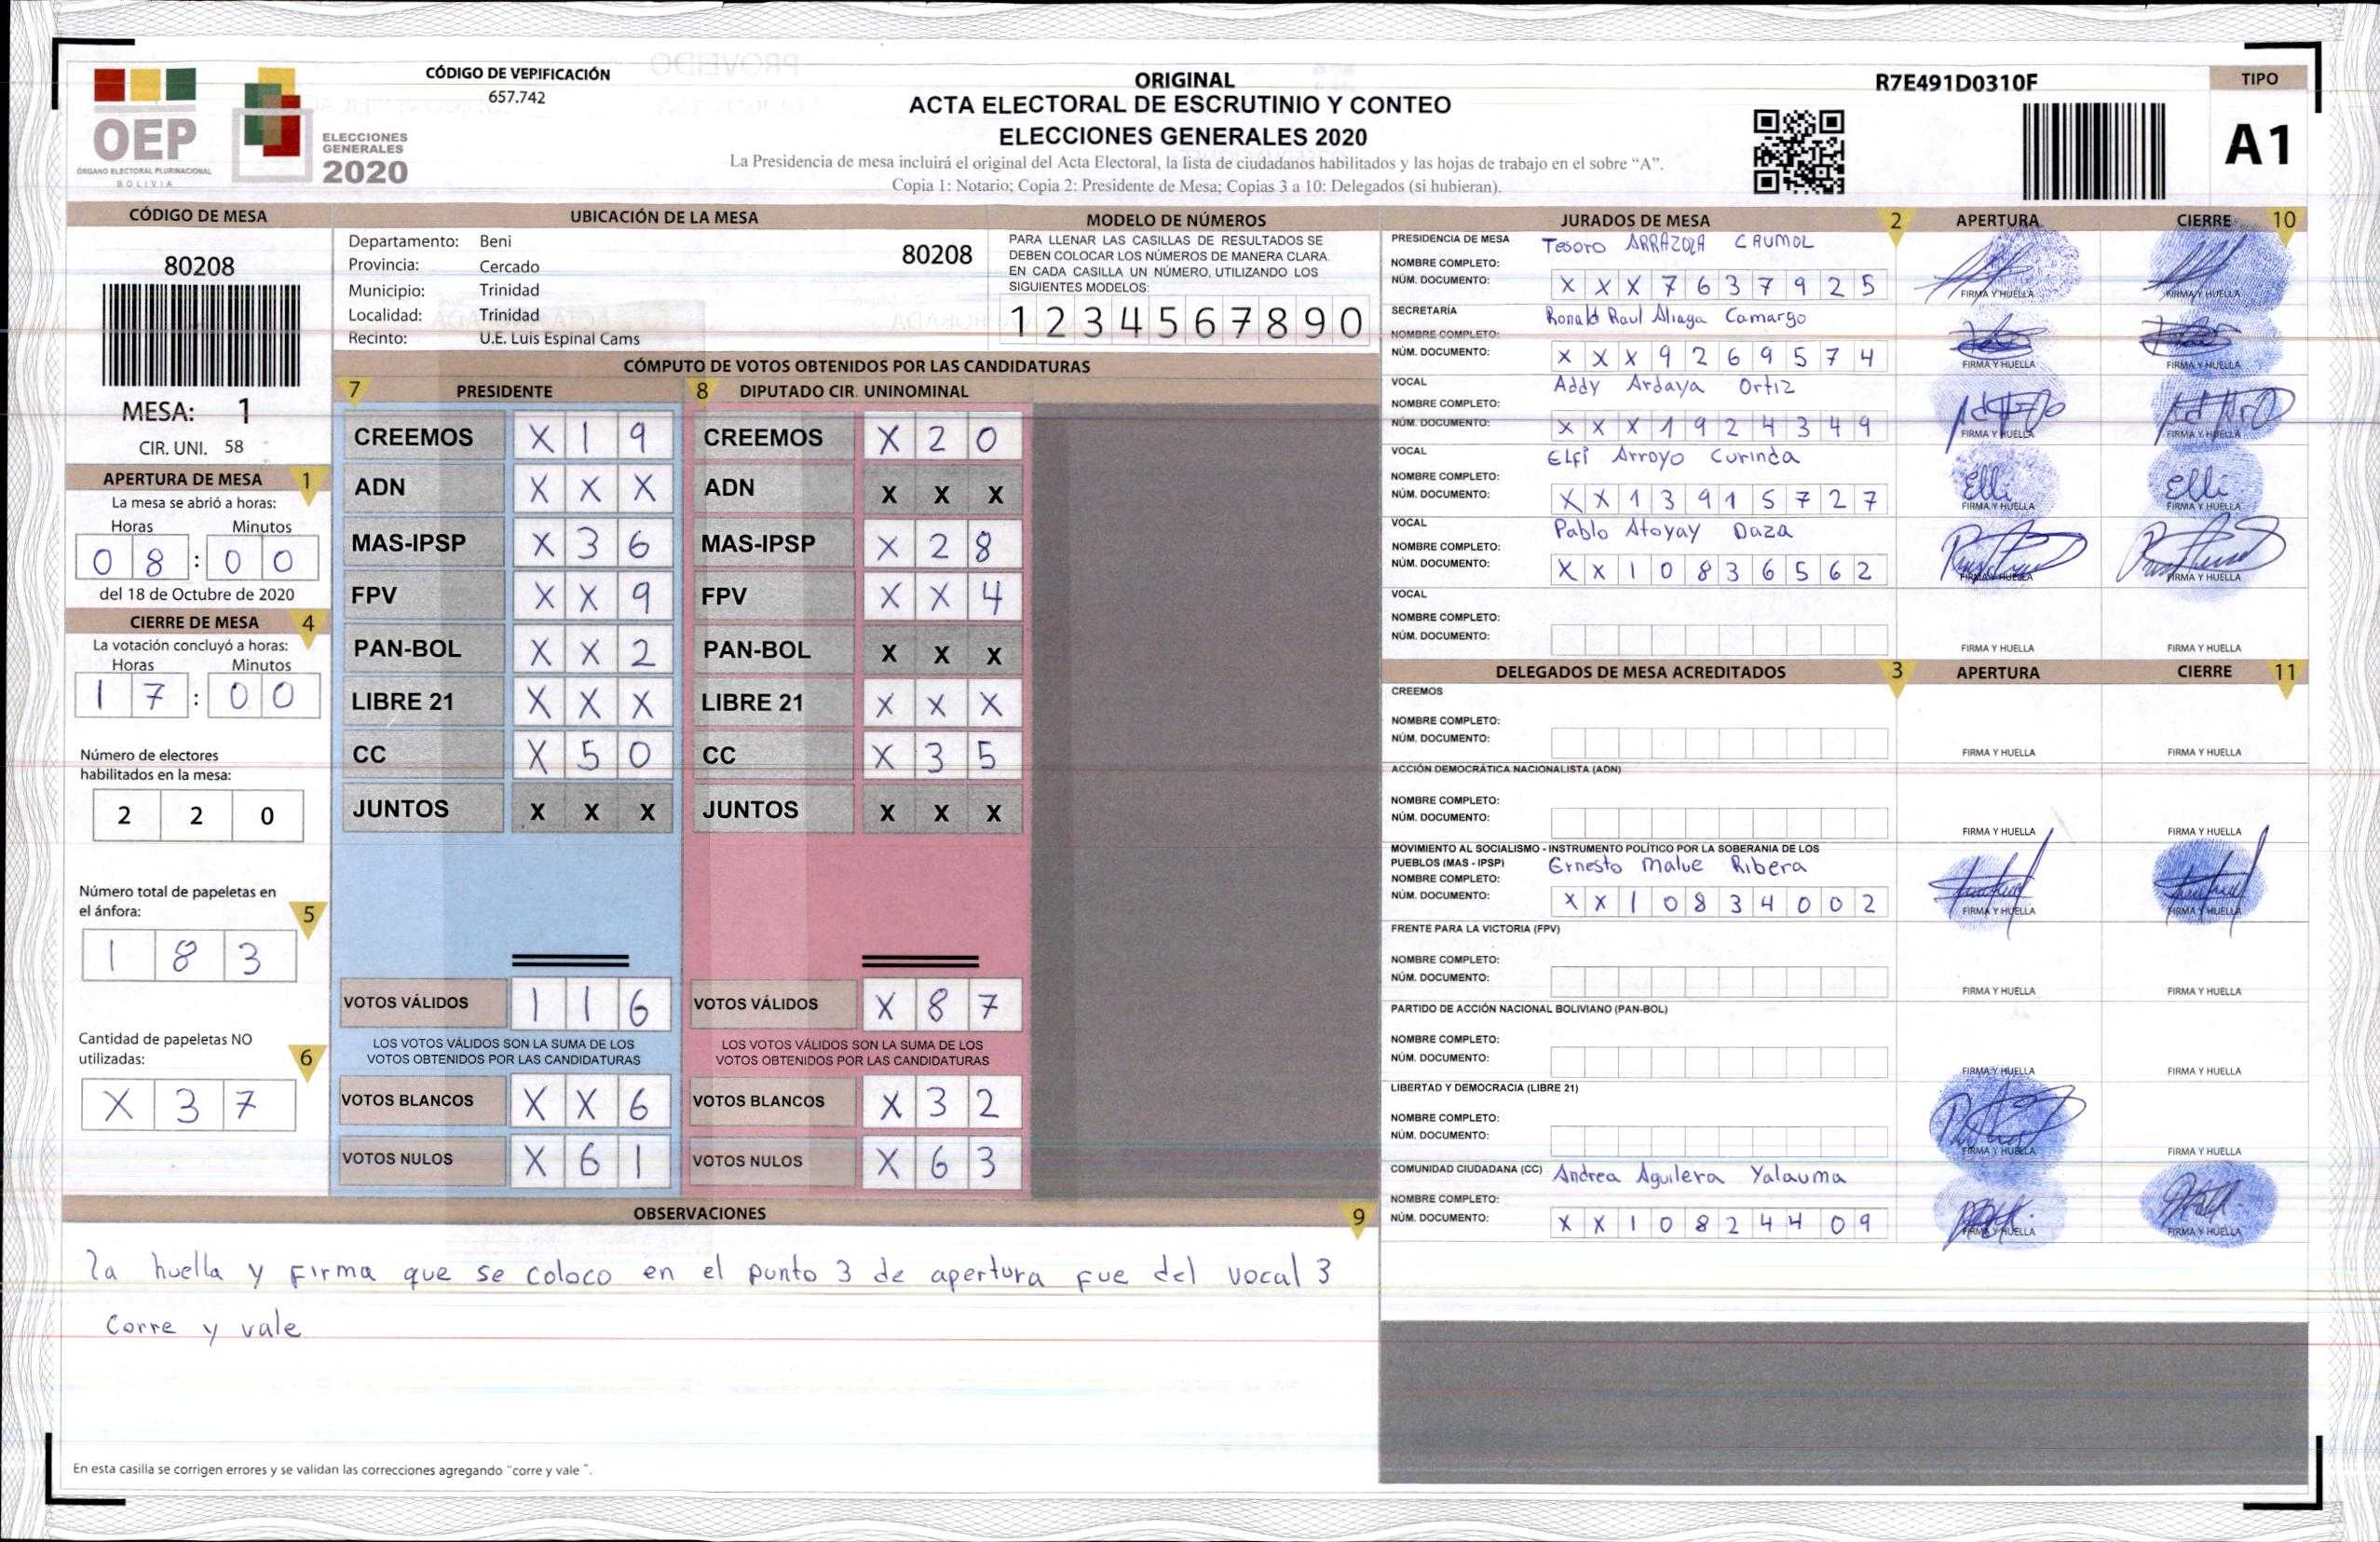 OEP
ÓRGANO ELECTORAL PLURINACIONAL
BOLIVIA
ELECCIONES
GENERALES
2020
CÓDIGO DE VEPIFICACIÓN
657.742
ORIGINAL
ACTA ELECTORAL DE ESCRUTINIO Y CONTEO
ELECCIONES GENERALES 2020
La Presidencia de mesa incluirá el original del Acta Electoral, la lista de ciudadanos habilitados y las hojas de trabajo en el sobre “A”.
Copia 1: Notario; Copia 2: Presidente de Mesa; Copias 3 a 10: Delegados (si hubieran).
R7E491D0310F
TIPO
A1
CÓDIGO DE MESA
80208
MESA: 1
CIR. UNI. 58
APERTURA DE MESA 1
La mesa se abrió a horas:
Horas Minutos
0 8 : 0 0
del 18 de Octubre de 2020
CIERRE DE MESA 4
La votación concluyó a horas:
Horas Minutos
1 7 : 0 0
Número de electores
habilitados en la mesa:
2 2 0
Número total de papeletas en
el ánfora: 5
1 8 3
Cantidad de papeletas NO
utilizadas: 6
X 3 7
UBICACIÓN DE LA MESA
Departamento: Beni
Provincia: Cercado
Municipio: Trinidad
Localidad: Trinidad
Recinto: U.E. Luis Espinal Cams
80208
MODELO DE NÚMEROS
PARA LLENAR LAS CASILLAS DE RESULTADOS SE
DEBEN COLOCAR LOS NÚMEROS DE MANERA CLARA.
EN CADA CASILLA UN NÚMERO, UTILIZANDO LOS
SIGUIENTES MODELOS:
1 2 3 4 5 6 7 8 9 0
CÓMPUTO DE VOTOS OBTENIDOS POR LAS CANDIDATURAS
7 PRESIDENTE
CREEMOS X 1 9
ADN X X X
MAS-IPSP X 3 6
FPV X X 9
PAN-BOL X X 2
LIBRE 21 X X X
CC X 5 0
JUNTOS X X X
VOTOS VÁLIDOS 1 1 6
LOS VOTOS VÁLIDOS SON LA SUMA DE LOS
VOTOS OBTENIDOS POR LAS CANDIDATURAS
VOTOS BLANCOS X X 6
VOTOS NULOS X 6 1
8 DIPUTADO CIR. UNINOMINAL
CREEMOS X 2 0
ADN X X X
MAS-IPSP X 2 8
FPV X X 4
PAN-BOL X X X
LIBRE 21 X X X
CC X 3 5
JUNTOS X X X
VOTOS VÁLIDOS X 8 7
LOS VOTOS VÁLIDOS SON LA SUMA DE LOS
VOTOS OBTENIDOS POR LAS CANDIDATURAS
VOTOS BLANCOS X 3 2
VOTOS NULOS X 6 3
OBSERVACIONES 9
la huella y firma que se coloco en el punto 3 de apertura fue del vocal 3
Corre y vale
En esta casilla se corrigen errores y se validan las correcciones agregando “corre y vale ”.
JURADOS DE MESA 2 APERTURA CIERRE 10
PRESIDENCIA DE MESA Tesoro ARRAZOLA CAUMOL
NOMBRE COMPLETO:
NÚM. DOCUMENTO: X X X 7 6 3 7 9 2 5
FIRMA Y HUELLA FIRMA Y HUELLA
SECRETARÍA Ronald Raul Aliaga Camargo
NOMBRE COMPLETO:
NÚM. DOCUMENTO: X X X 9 2 6 9 5 7 4
FIRMA Y HUELLA FIRMA Y HUELLA
VOCAL Addy Ardaya Ortiz
NOMBRE COMPLETO:
NÚM. DOCUMENTO: X X X 1 9 2 4 3 4 9
FIRMA Y HUELLA FIRMA Y HUELLA
VOCAL Elfi Arroyo Curinda
NOMBRE COMPLETO:
NÚM. DOCUMENTO: X X 1 3 9 1 5 7 2 7
Elli Elli
FIRMA Y HUELLA FIRMA Y HUELLA
VOCAL Pablo Atoyay Daza
NOMBRE COMPLETO:
NÚM. DOCUMENTO: X X 1 0 8 3 6 5 6 2
FIRMA Y HUELLA FIRMA Y HUELLA
VOCAL
NOMBRE COMPLETO:
NÚM. DOCUMENTO:
FIRMA Y HUELLA FIRMA Y HUELLA
DELEGADOS DE MESA ACREDITADOS 3 APERTURA CIERRE 11
CREEMOS
NOMBRE COMPLETO:
NÚM. DOCUMENTO:
FIRMA Y HUELLA FIRMA Y HUELLA
ACCIÓN DEMOCRÁTICA NACIONALISTA (ADN)
NOMBRE COMPLETO:
NÚM. DOCUMENTO:
FIRMA Y HUELLA FIRMA Y HUELLA
MOVIMIENTO AL SOCIALISMO - INSTRUMENTO POLÍTICO POR LA SOBERANIA DE LOS
PUEBLOS (MAS - IPSP) Ernesto Malue Ribera
NOMBRE COMPLETO:
NÚM. DOCUMENTO: X X 1 0 8 3 4 0 0 2
FIRMA Y HUELLA FIRMA Y HUELLA
FRENTE PARA LA VICTORIA (FPV)
NOMBRE COMPLETO:
NÚM. DOCUMENTO:
FIRMA Y HUELLA FIRMA Y HUELLA
PARTIDO DE ACCIÓN NACIONAL BOLIVIANO (PAN-BOL)
NOMBRE COMPLETO:
NÚM. DOCUMENTO:
FIRMA Y HUELLA FIRMA Y HUELLA
LIBERTAD Y DEMOCRACIA (LIBRE 21)
NOMBRE COMPLETO:
NÚM. DOCUMENTO:
FIRMA Y HUELLA FIRMA Y HUELLA
COMUNIDAD CIUDADANA (CC) Andrea Aguilera Yalauma
NOMBRE COMPLETO:
NÚM. DOCUMENTO: X X 1 0 8 2 4 4 0 9
FIRMA Y HUELLA FIRMA Y HUELLA